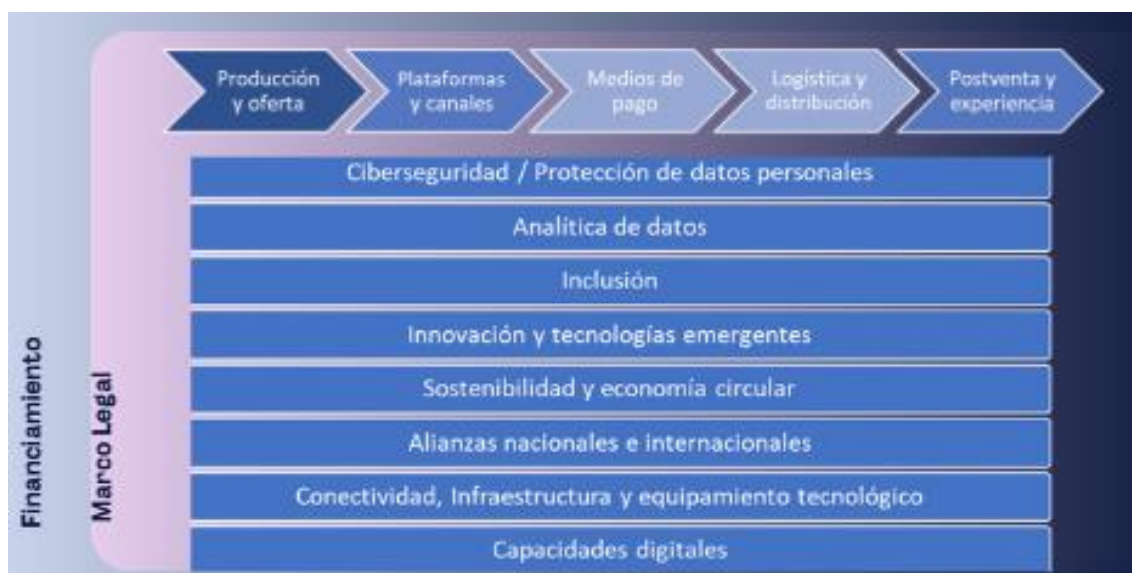 Producción
y oferta
Plataformas
y canales
Medios de
pago
Logística y
distribución
Postventa y
experiencia
Ciberseguridad / Protección de datos personales
Analítica de datos
Inclusión
Innovación y tecnologías emergentes
Sostenibilidad y economía circular
Alianzas nacionales e internacionales
Conectividad, Infraestructura y equipamiento tecnológico
Capacidades digitales
Financiamiento
Marco Legal